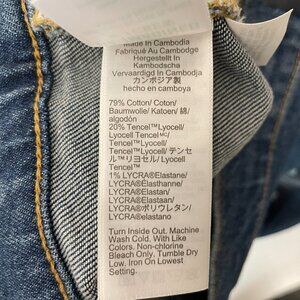 Made In Cambodia
Fabriqué Au Cambodge
Hergestellt In
Kambodscha
Vervaardigd In Cambodja
カンボジア製
hecho en camboya
79% Cotton/ Coton/
Baumwolle/ Katoen/ 綿/
algodón
20% Tencel™Lyocell/
Lyocell Tencel MC/
Tencel™Lyocell/
Tencel™Lyocell/ テンセ
ル™リヨセル/ Lyocell
Tencel™
1% LYCRA®Elastane/
LYCRA®Élasthanne/
LYCRA®Elastan/
LYCRA®Elastaan/
LYCRA®ポリウレタン/
LYCRA®elastano
Turn Inside Out. Machine
Wash Cold. With Like
Colors. Non-chlorine
Bleach Only. Tumble Dry
Low. Iron On Lowest
Setting.